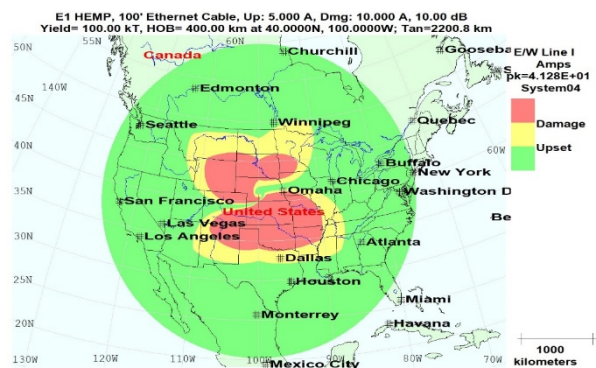 E1 HEMP, 100' Ethernet Cable, Up: 5.000 A, Dmg: 10.000 A, 10.00 dB
Yield= 100.00 kT, HOB= 400.00 km at 40.0000N, 100.0000W; Tan=2200.8 km
50N
55N
60N
Canada
Churchill
Gooseba
E/W Line I
Amps
pk=4.128E+01
System04
140W
Edmonton
45N
Seattle
Winnipeg
Quebec
Damage
Upset
40N
60W
Buffalo
New York
35N
Omaha
Chicago
Washington D
San Francisco
United States
Be
Las Vegas
30N
Los Angeles
Atlanta
Dallas
25N
Houston
Miami
20N
Monterrey
Havana
130W
120W
110W
100W
90W
80W
70W
Mexico City
1000
kilometers